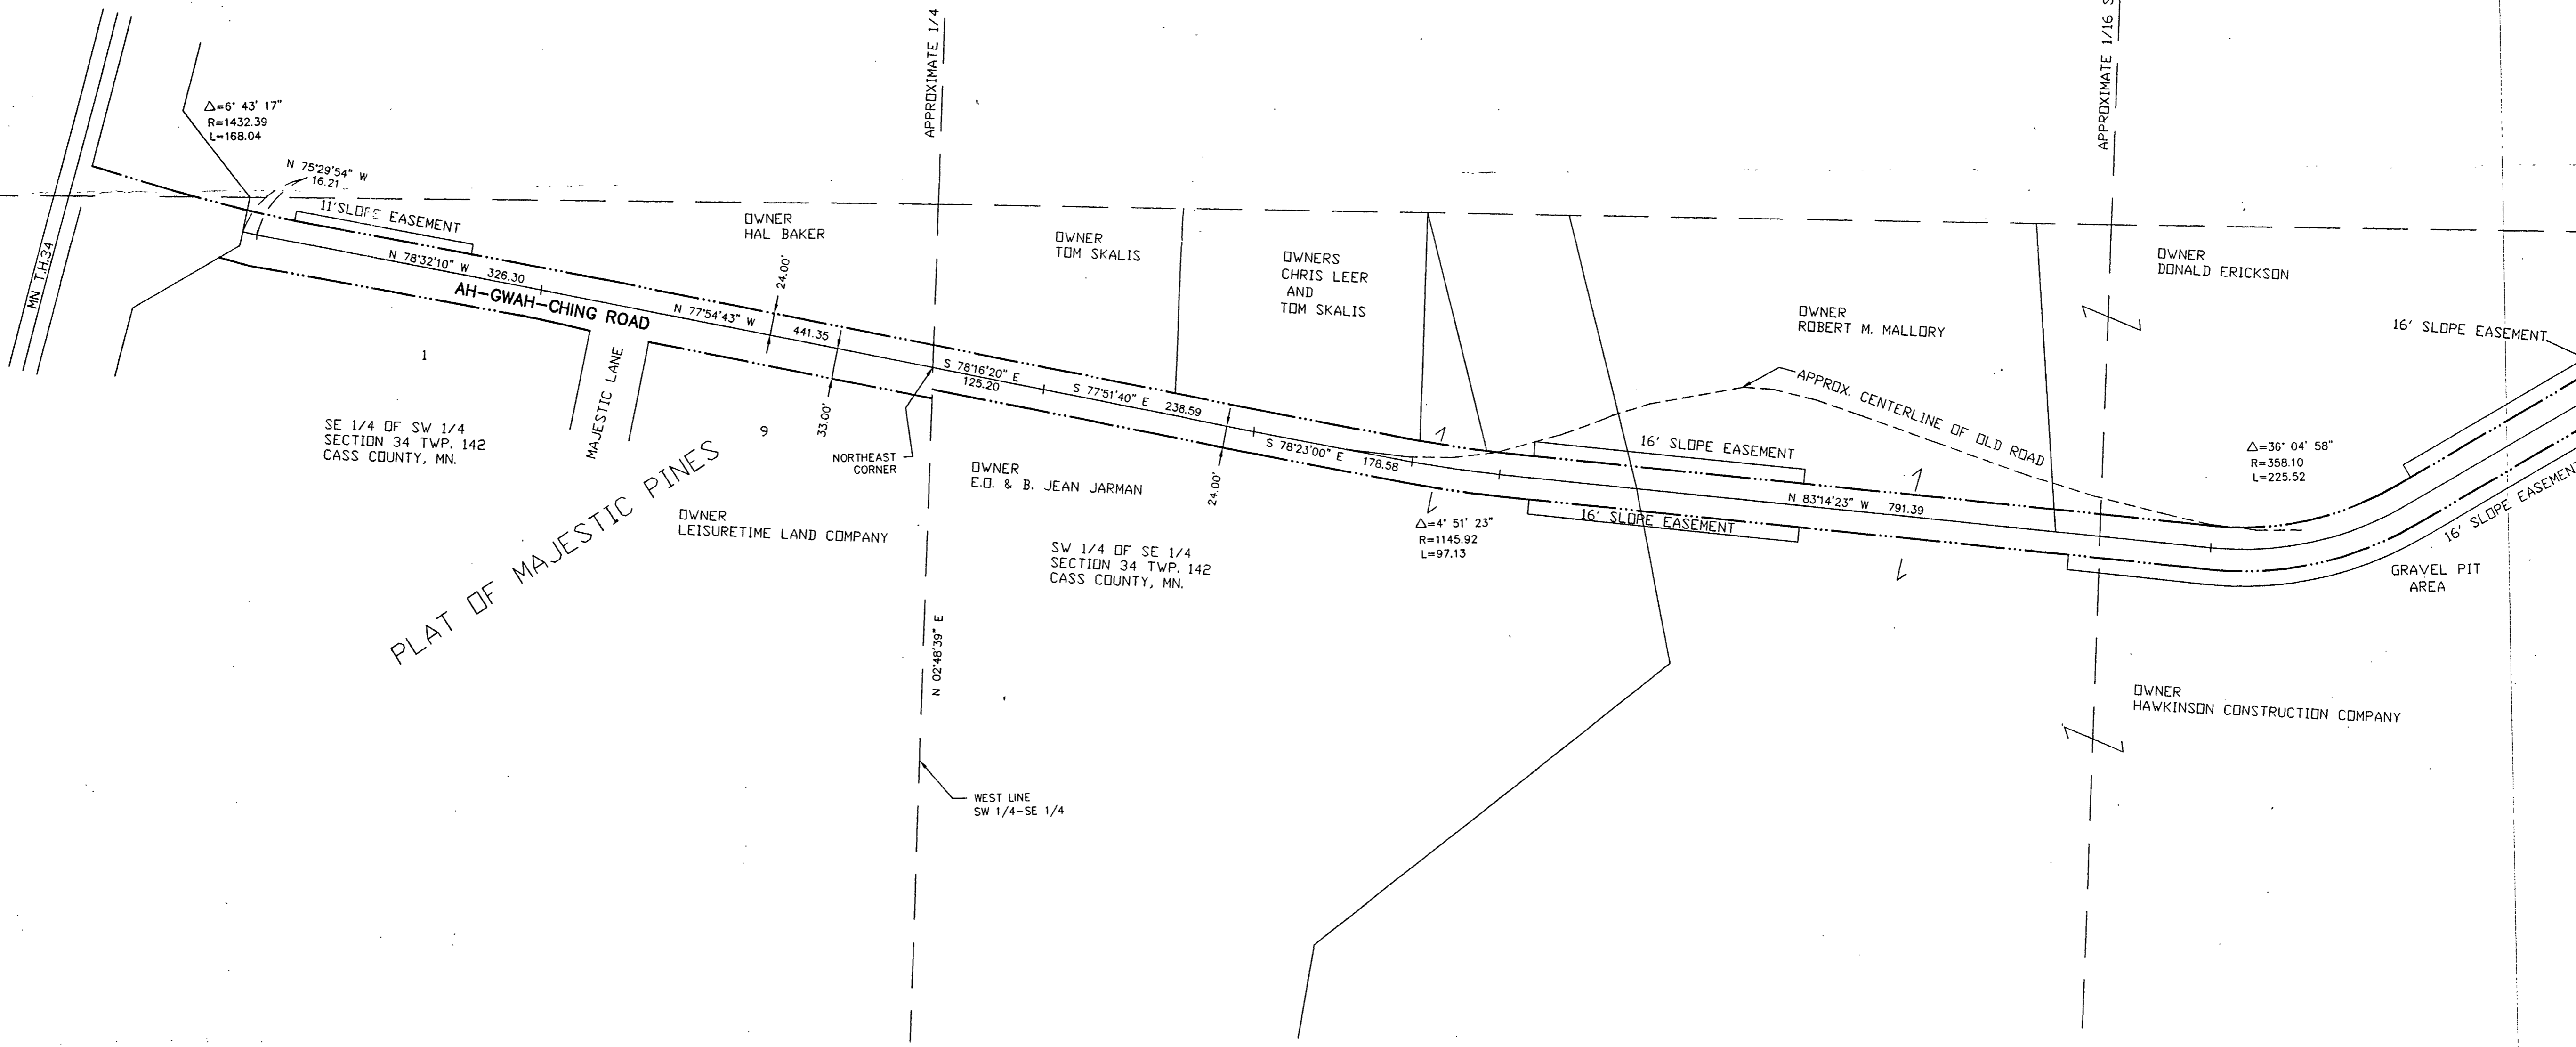 APPROXIMATE 1/4
APPROXIMATE 1/16 S
Δ=6° 43' 17"
R=1432.39
L=168.04
N 75°29'54" W
16.21
11' SLOPE EASEMENT
MN T.H.34
N 78°32'10" W 326.30
AH-GWAH-CHING ROAD
N 77°54'43" W
441.35
24.00'
33.00'
OWNER
HAL BAKER
OWNER
TOM SKALIS
OWNERS
CHRIS LEER
AND
TOM SKALIS
OWNER
ROBERT M. MALLORY
OWNER
DONALD ERICKSON
16' SLOPE EASEMENT
1
MAJESTIC LANE
SE 1/4 OF SW 1/4
SECTION 34 TWP. 142
CASS COUNTY, MN.
9
PLAT OF MAJESTIC PINES
NORTHEAST
CORNER
S 78°16'20" E
125.20
S 77°51'40" E 238.59
24.00'
S 78°23'00" E 178.58
OWNER
E.O. & B. JEAN JARMAN
OWNER
LEISURETIME LAND COMPANY
SW 1/4 OF SE 1/4
SECTION 34 TWP. 142
CASS COUNTY, MN.
16' SLOPE EASEMENT
16' SLOPE EASEMENT
APPROX. CENTERLINE OF OLD ROAD
Δ=4° 51' 23"
R=1145.92
L=97.13
N 83°14'23" W 791.39
Δ=36° 04' 58"
R=358.10
L=225.52
16' SLOPE EASEMENT
GRAVEL PIT
AREA
N 02°48'39" E
OWNER
HAWKINSON CONSTRUCTION COMPANY
WEST LINE
SW 1/4-SE 1/4